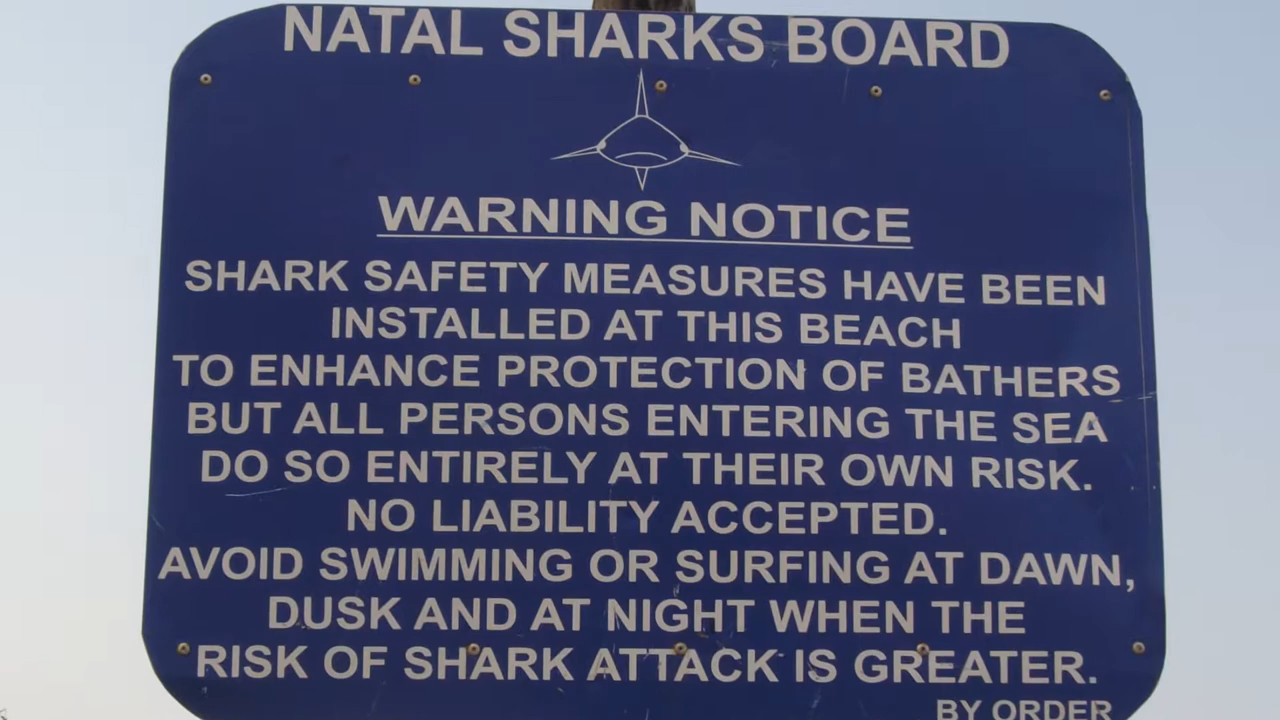 NATAL SHARKS BOARD
WARNING NOTICE
SHARK SAFETY MEASURES HAVE BEEN
INSTALLED AT THIS BEACH
TO ENHANCE PROTECTION OF BATHERS
BUT ALL PERSONS ENTERING THE SEA
DO SO ENTIRELY AT THEIR OWN RISK.
NO LIABILITY ACCEPTED.
AVOID SWIMMING OR SURFING AT DAWN,
DUSK AND AT NIGHT WHEN THE
RISK OF SHARK ATTACK IS GREATER.
BY ORDER